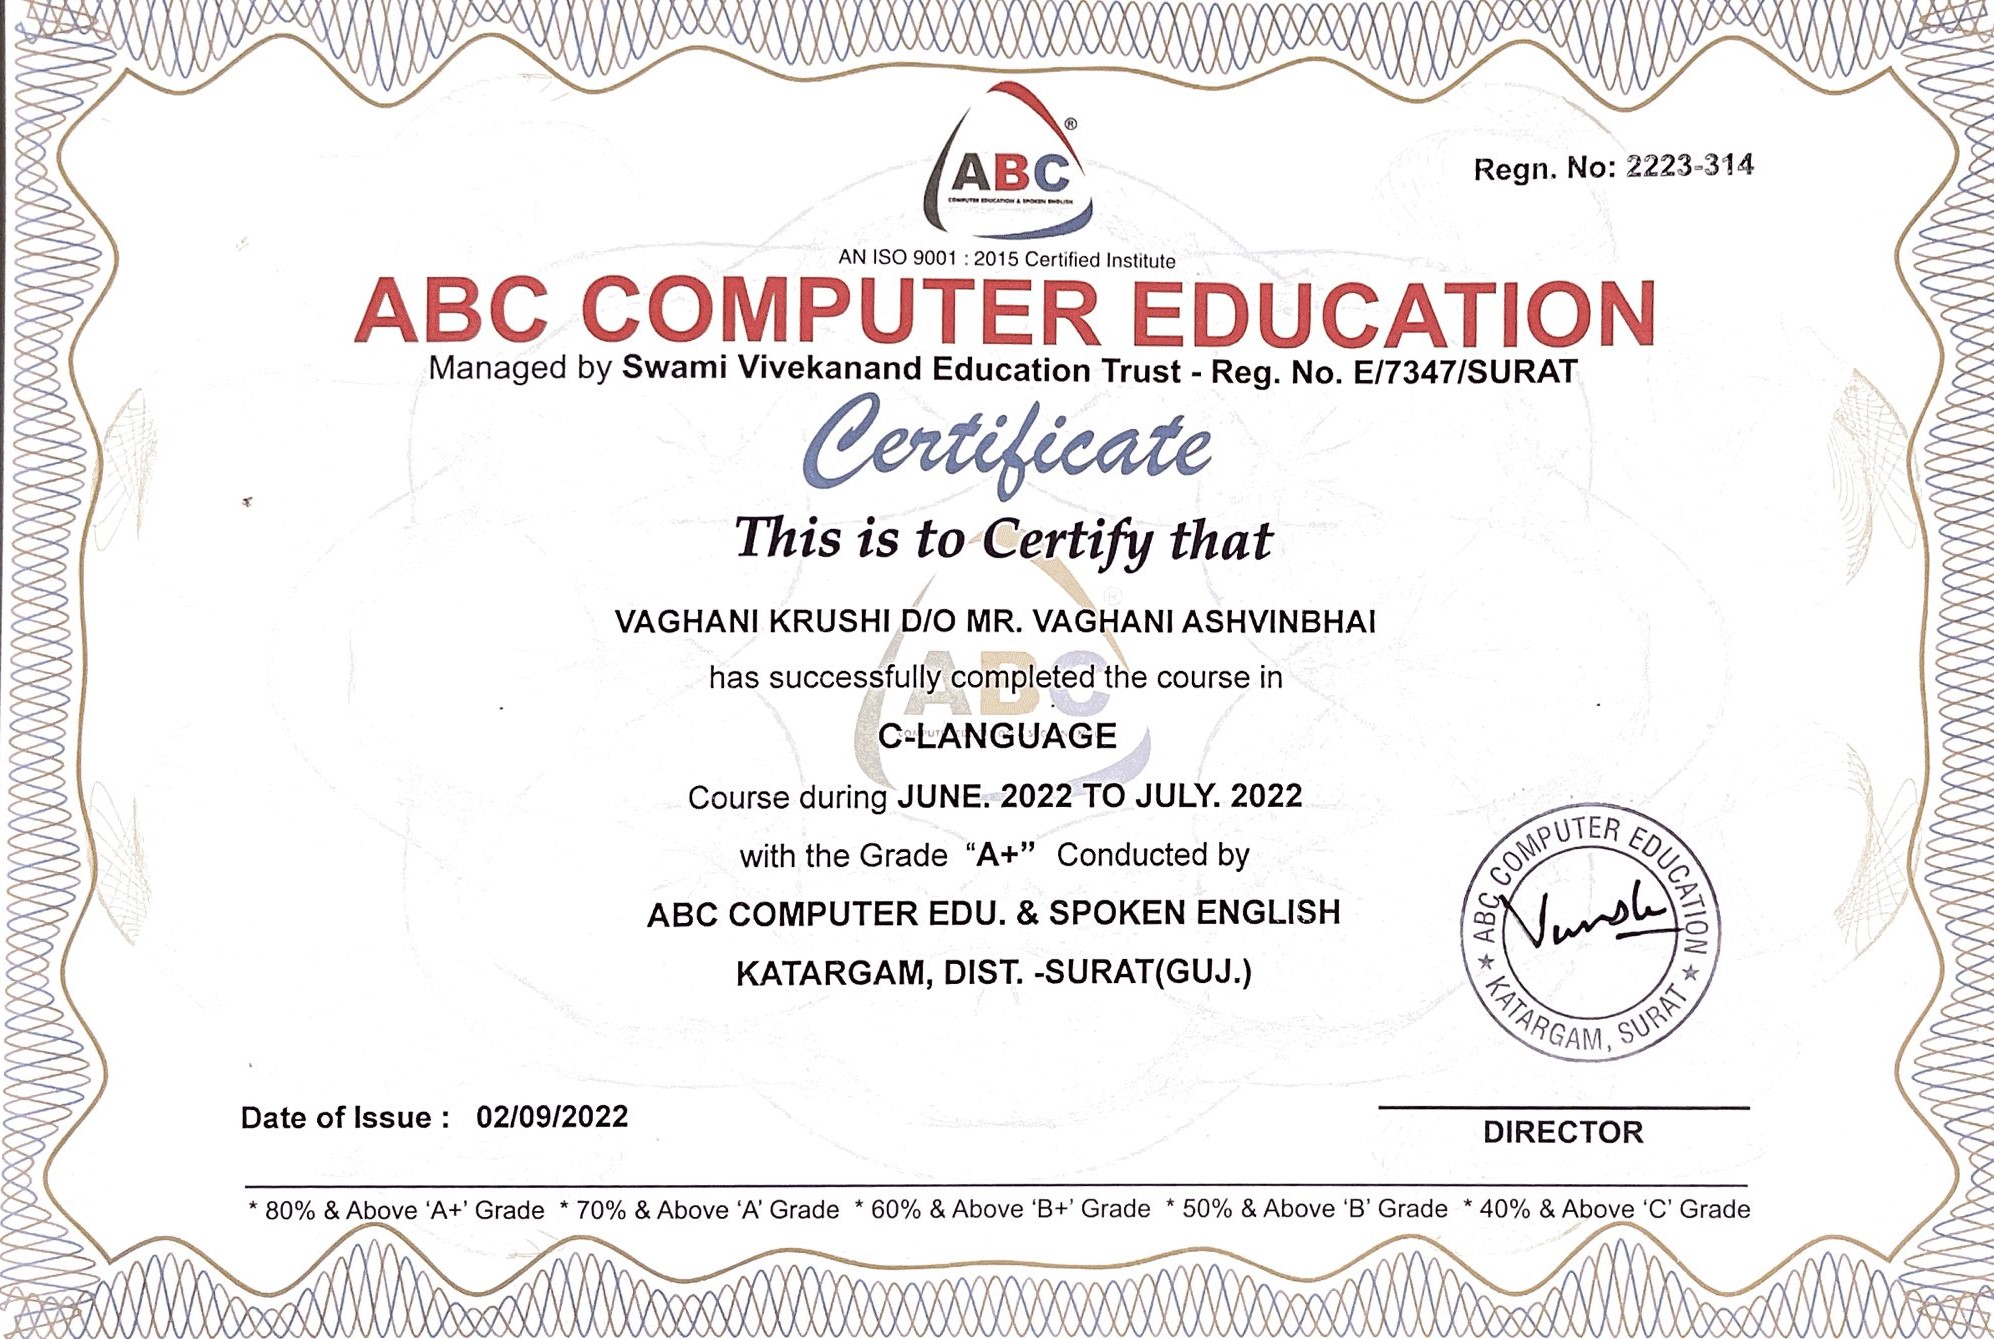 ABC ®
COMPUTER EDUCATION & SPOKEN ENGLISH
Regn. No: 2223-314
AN ISO 9001 : 2015 Certified Institute
ABC COMPUTER EDUCATION
Managed by Swami Vivekanand Education Trust - Reg. No. E/7347/SURAT
Certificate
This is to Certify that
VAGHANI KRUSHI D/O MR. VAGHANI ASHVINBHAI
has successfully completed the course in
ABC ®
C-LANGUAGE
Course during JUNE. 2022 TO JULY. 2022
with the Grade “A+” Conducted by
ABC COMPUTER EDU. & SPOKEN ENGLISH
KATARGAM, DIST. -SURAT(GUJ.)
★ ABC COMPUTER EDUCATION ★
KATARGAM, SURAT
Date of Issue : 02/09/2022
DIRECTOR
* 80% & Above ‘A+’ Grade * 70% & Above ‘A’ Grade * 60% & Above ‘B+’ Grade * 50% & Above ‘B’ Grade * 40% & Above ‘C’ Grade